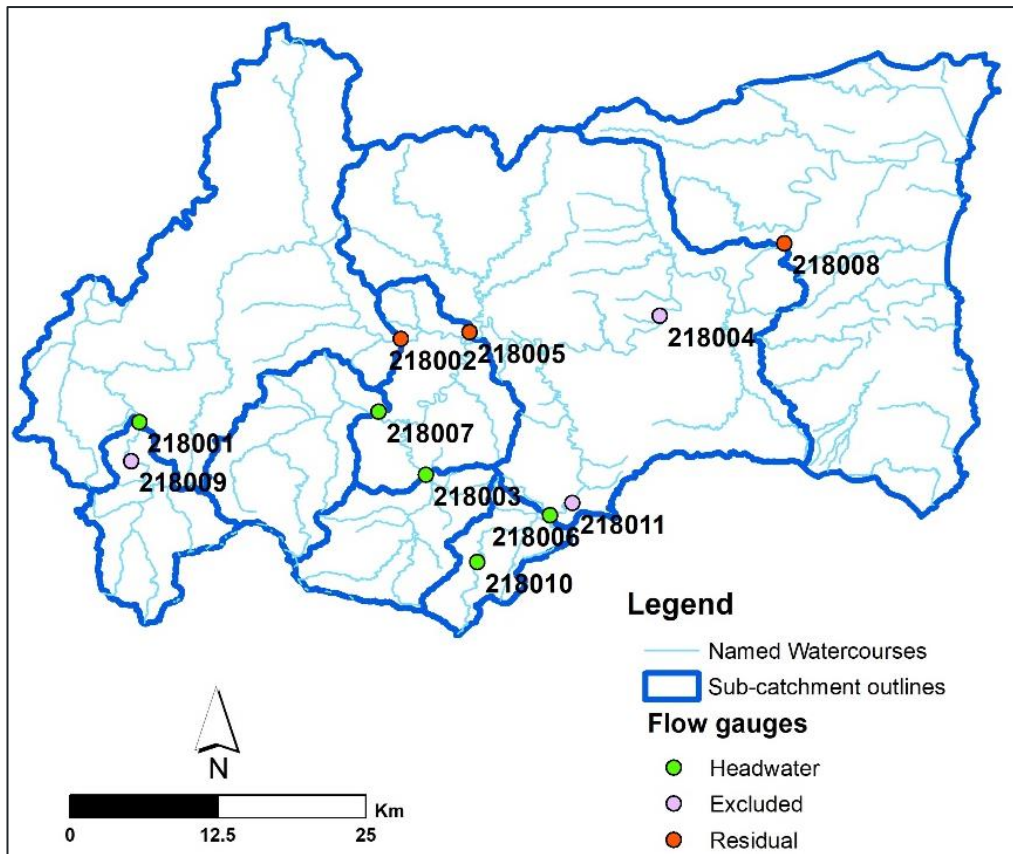 218008
218004
218002
218005
218007
218001
218009
218003
218011
218006
218010
Legend
Named Watercourses
Sub-catchment outlines
Flow gauges
Headwater
Excluded
Residual
N
Km
0 12.5 25